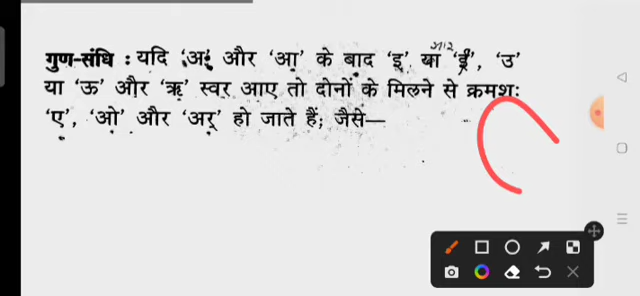 गुण-संधि : यदि 'अ' और 'आ' के बाद 'इ' या 'ई', 'उ'
या 'ऊ' और 'ऋ' स्वर आए तो दोनों के मिलने से क्रमशः
'ए', 'ओ' और 'अर्' हो जाते हैं; जैसे—